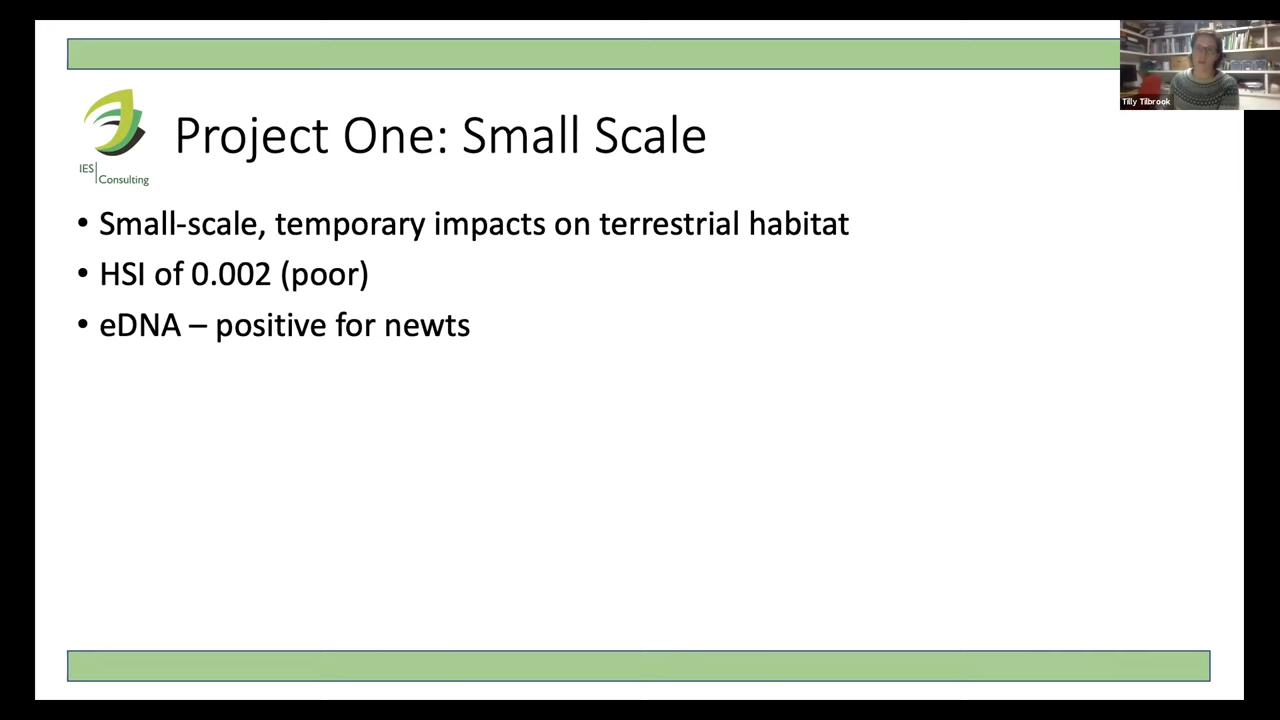 Tilly Tilbrook
IES Consulting
Project One: Small Scale
• Small-scale, temporary impacts on terrestrial habitat
• HSI of 0.002 (poor)
• eDNA – positive for newts